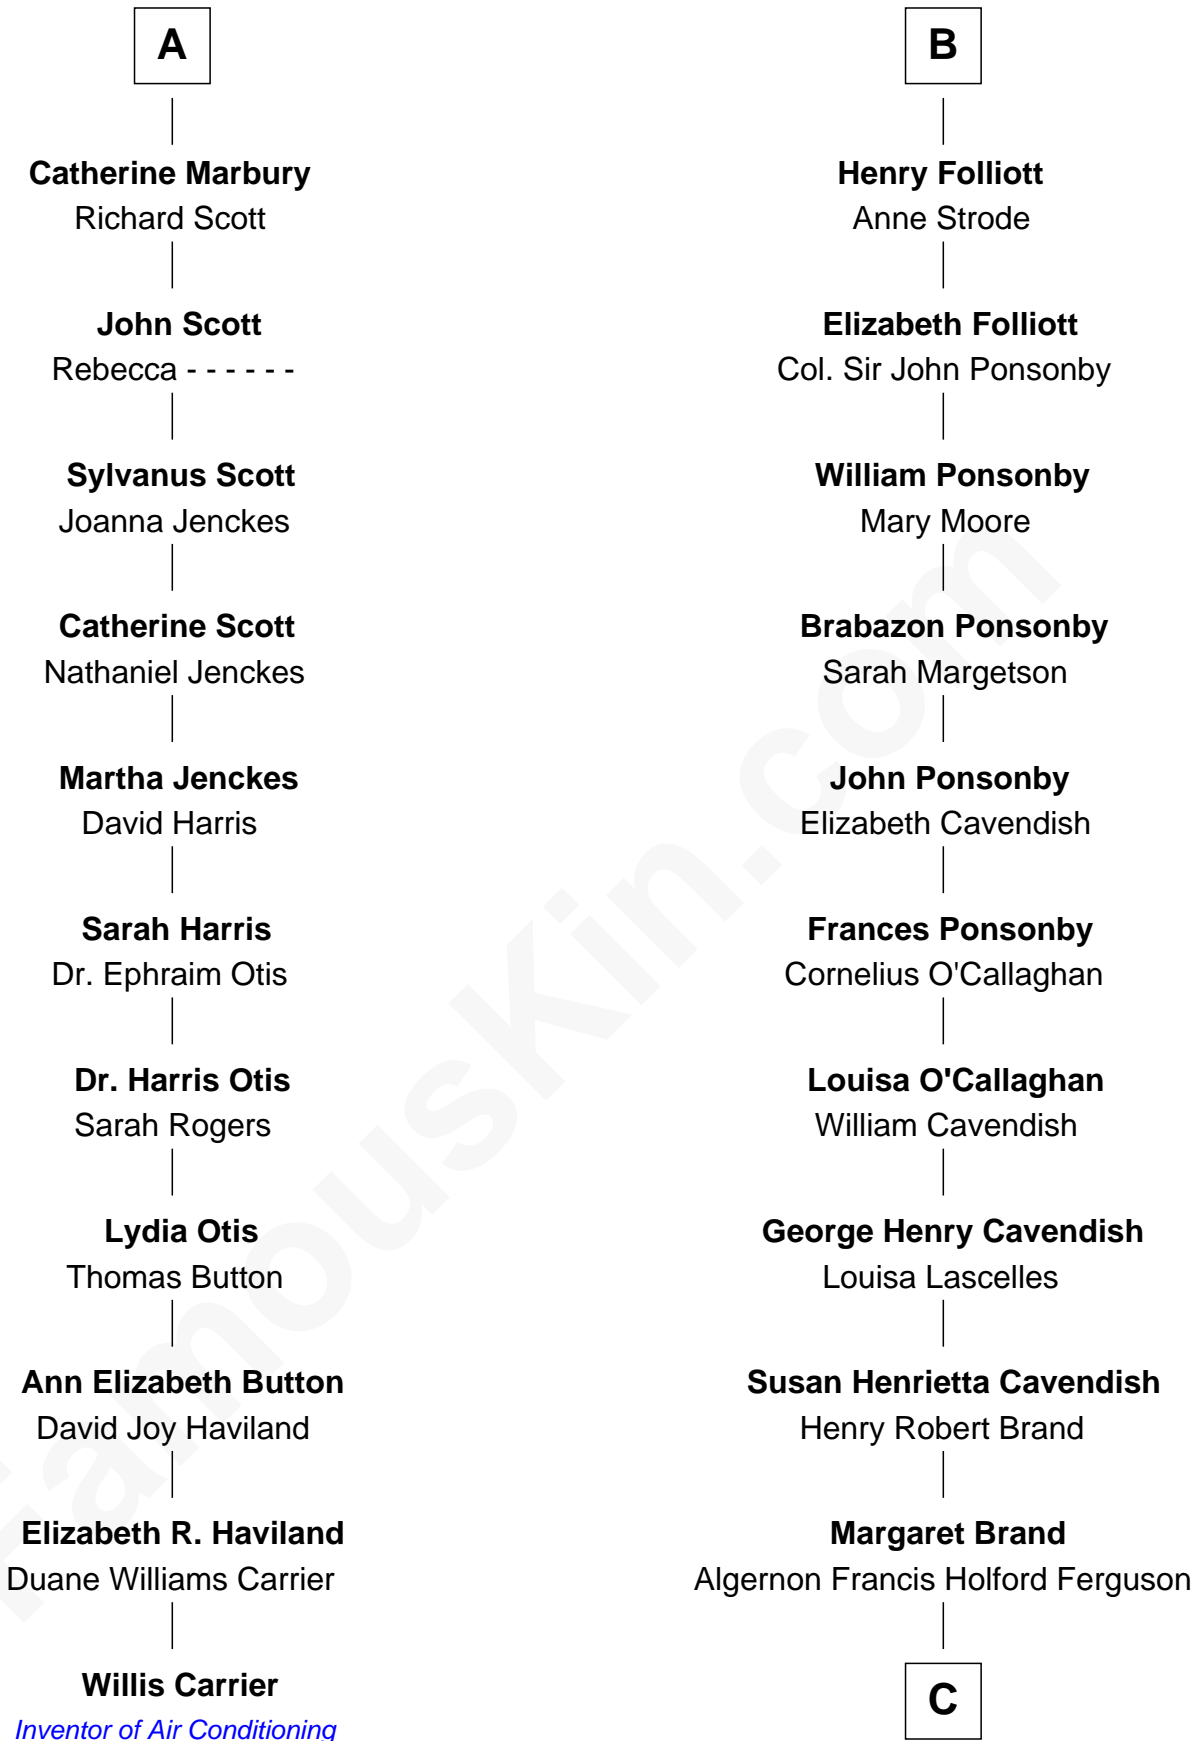 A
Catherine Marbury
Richard Scott
John Scott
Rebecca - - - - - -
Sylvanus Scott
Joanna Jenckes
Catherine Scott
Nathaniel Jenckes
Martha Jenckes
David Harris
Sarah Harris
Dr. Ephraim Otis
Dr. Harris Otis
Sarah Rogers
Lydia Otis
Thomas Button
Ann Elizabeth Button
David Joy Haviland
Elizabeth R. Haviland
Duane Williams Carrier
Willis Carrier
Inventor of Air Conditioning
B
Henry Folliott
Anne Strode
Elizabeth Folliott
Col. Sir John Ponsonby
William Ponsonby
Mary Moore
Brabazon Ponsonby
Sarah Margetson
John Ponsonby
Elizabeth Cavendish
Frances Ponsonby
Cornelius O'Callaghan
Louisa O'Callaghan
William Cavendish
George Henry Cavendish
Louisa Lascelles
Susan Henrietta Cavendish
Henry Robert Brand
Margaret Brand
Algernon Francis Holford Ferguson
C
FamousKin.com